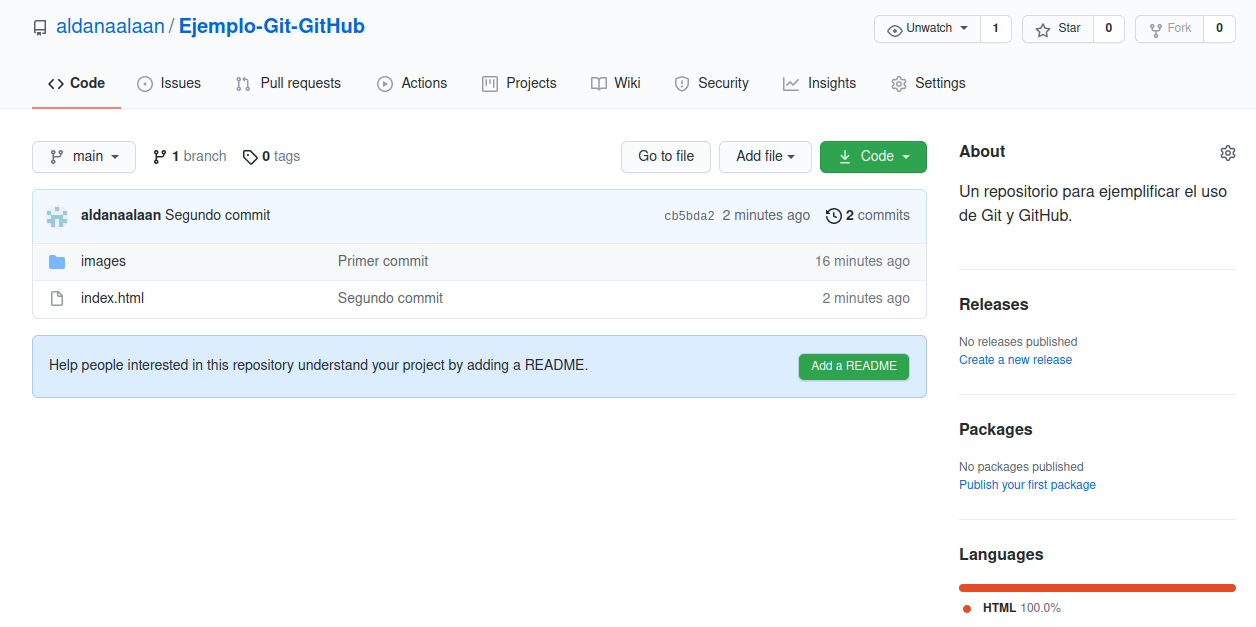 aldanaalaan / Ejemplo-Git-GitHub
Unwatch 1 Star 0 Fork 0
Code Issues Pull requests Actions Projects Wiki Security Insights Settings
main 1 branch 0 tags Go to file Add file Code
aldanaalaan Segundo commit cb5bda2 2 minutes ago 2 commits
images Primer commit 16 minutes ago
index.html Segundo commit 2 minutes ago
Help people interested in this repository understand your project by adding a README. Add a README
About
Un repositorio para ejemplificar el uso
de Git y GitHub.
Releases
No releases published
Create a new release
Packages
No packages published
Publish your first package
Languages
HTML 100.0%